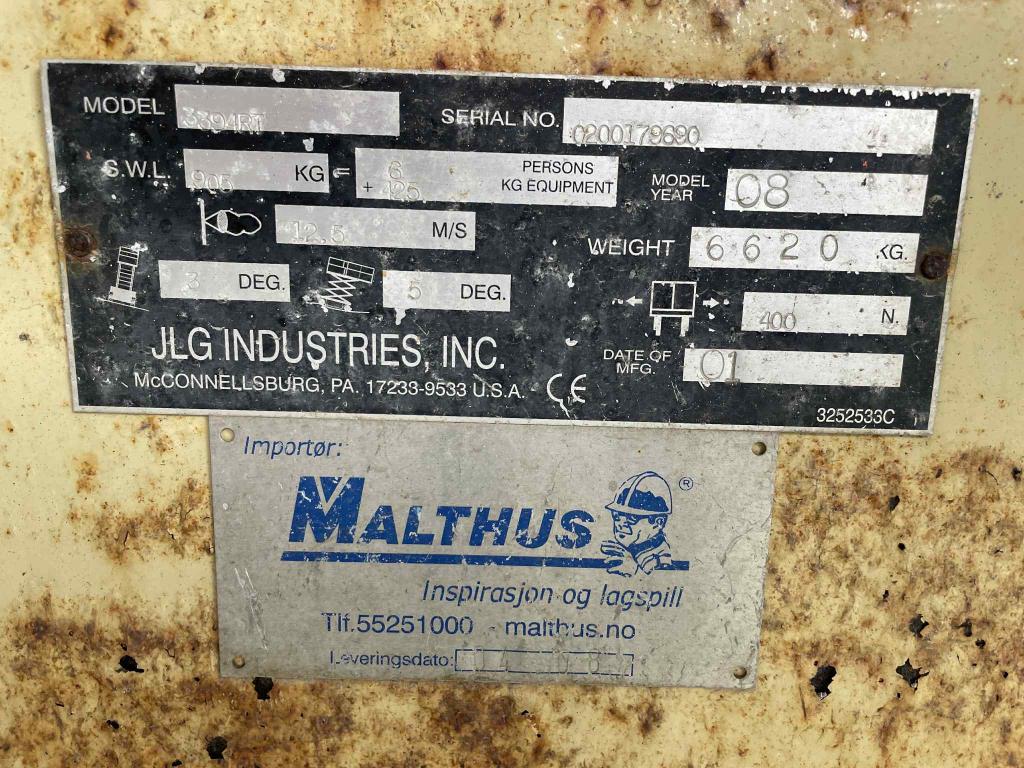 MODEL 3394RT SERIAL NO. 0200179690
S.W.L. 905 KG = 6 PERSONS
+ 125 KG EQUIPMENT
MODEL YEAR 08
12.5 M/S
WEIGHT 6620 KG.
3 DEG. 5 DEG.
400 N.
JLG INDUSTRIES, INC.
DATE OF MFG. 01
McCONNELLSBURG, PA. 17233-9533 U.S.A. CE
3252533C
Importør:
MALTHUS ®
Inspirasjon og lagspill
Tlf.55251000 - malthus.no
Leveringsdato: